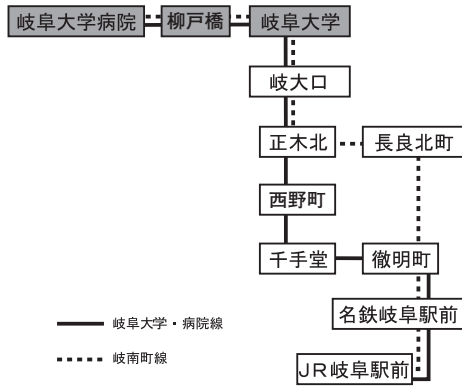 岐阜大学病院
柳戸橋
岐阜大学
岐大口
正木北
長良北町
西野町
千手堂
徹明町
名鉄岐阜駅前
JR岐阜駅前
岐阜大学・病院線
岐南町線